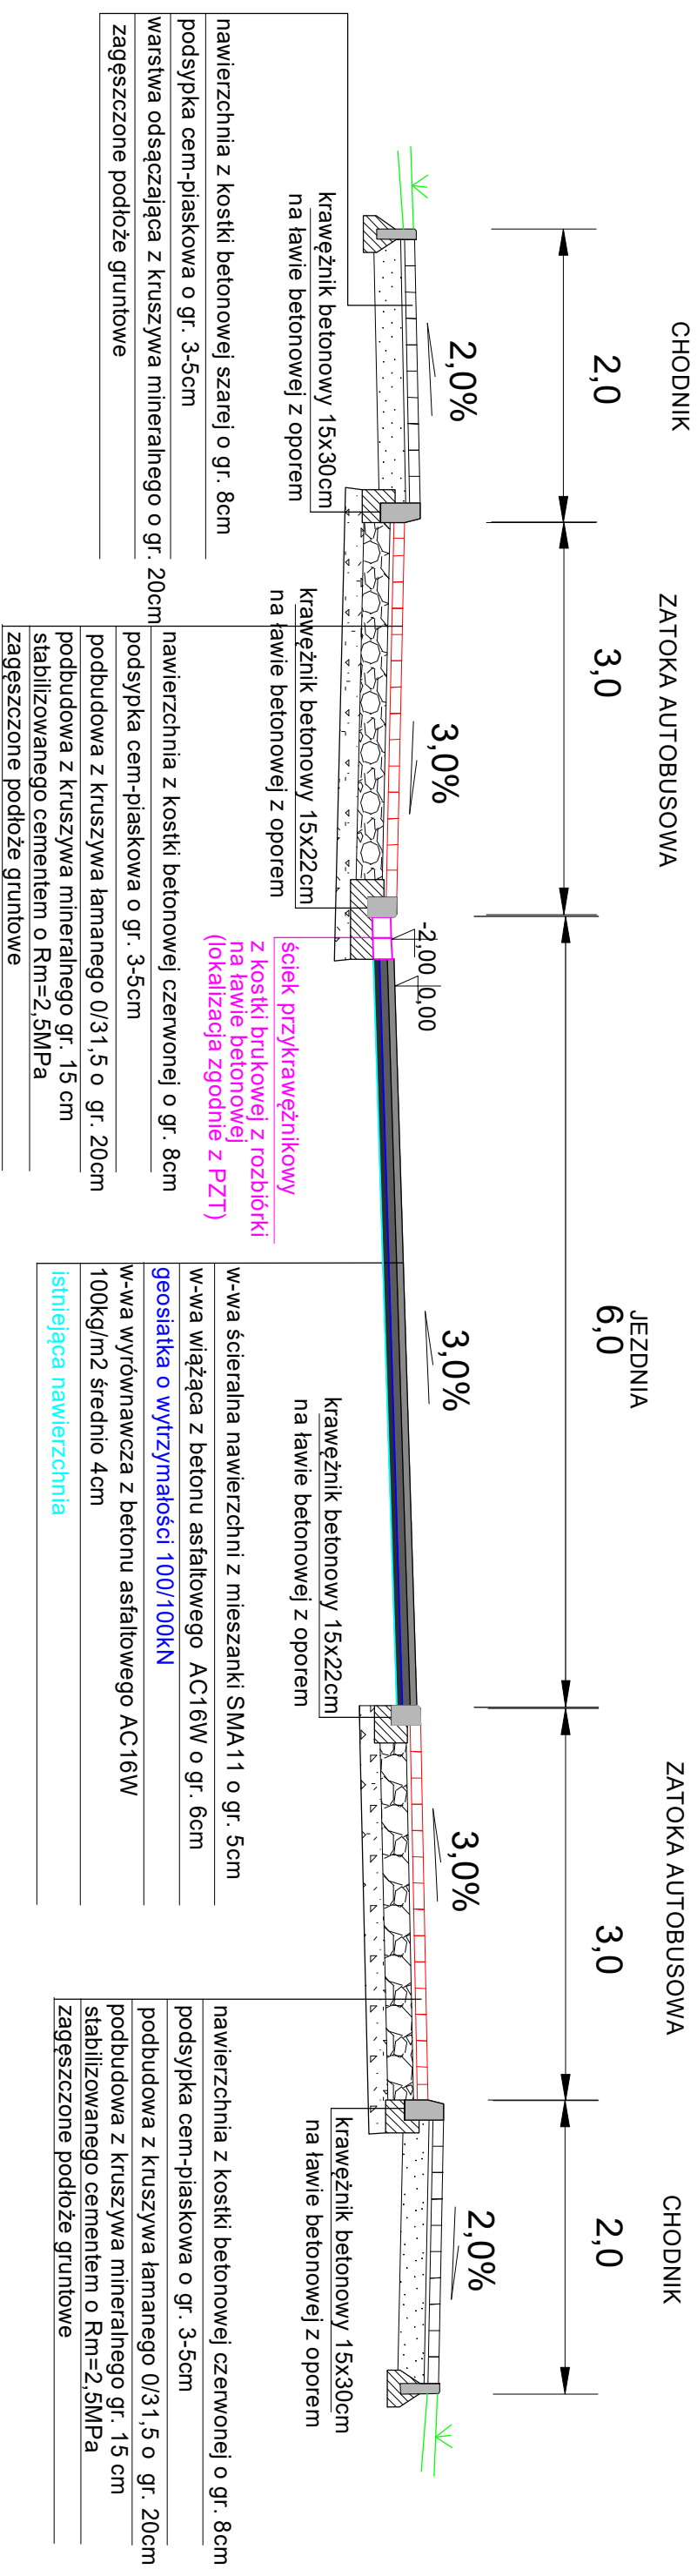 CHODNIK
ZATOKA AUTOBUSOWA
JEZDNIA
ZATOKA AUTOBUSOWA
CHODNIK
2,0
3,0
6,0
3,0
2,0
2,0%
3,0%
3,0%
3,0%
2,0%
-2,00
0,00
krawężnik betonowy 15x30cm
na ławie betonowej z oporem
krawężnik betonowy 15x22cm
na ławie betonowej z oporem
krawężnik betonowy 15x22cm
na ławie betonowej z oporem
krawężnik betonowy 15x30cm
na ławie betonowej z oporem
ściek przykrawężnikowy
z kostki brukowej z rozbiórki
na ławie betonowej
(lokalizacja zgodnie z PZT)
nawierzchnia z kostki betonowej szarej o gr. 8cm
podsypka cem-piaskowa o gr. 3-5cm
warstwa odsączająca z kruszywa mineralnego o gr. 20cm
zagęszczone podłoże gruntowe
nawierzchnia z kostki betonowej czerwonej o gr. 8cm
podsypka cem-piaskowa o gr. 3-5cm
podbudowa z kruszywa łamanego 0/31,5 o gr. 20cm
podbudowa z kruszywa mineralnego gr. 15 cm
stabilizowanego cementem o Rm=2,5MPa
zagęszczone podłoże gruntowe
w-wa ścieralna nawierzchni z mieszanki SMA11 o gr. 5cm
w-wa wiążąca z betonu asfaltowego AC16W o gr. 6cm
geosiatka o wytrzymałości 100/100kN
w-wa wyrównawcza z betonu asfaltowego AC16W
100kg/m2 średnio 4cm
istniejąca nawierzchnia
nawierzchnia z kostki betonowej czerwonej o gr. 8cm
podsypka cem-piaskowa o gr. 3-5cm
podbudowa z kruszywa łamanego 0/31,5 o gr. 20cm
podbudowa z kruszywa mineralnego gr. 15 cm
stabilizowanego cementem o Rm=2,5MPa
zagęszczone podłoże gruntowe